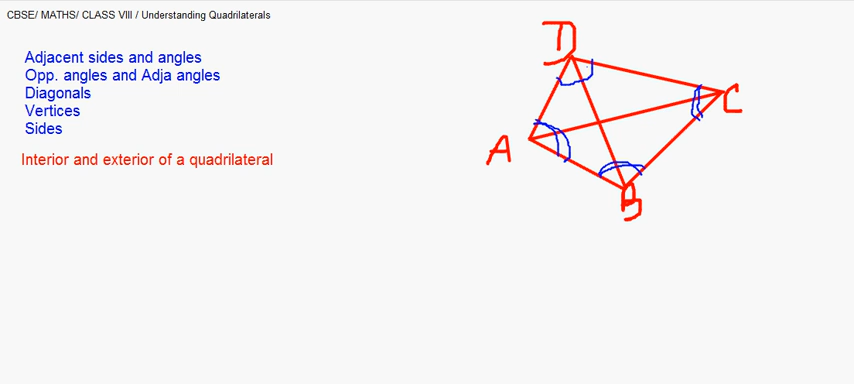 CBSE/ MATHS/ CLASS VIII / Understanding Quadrilaterals
Adjacent sides and angles
Opp. angles and Adja angles
Diagonals
Vertices
Sides
Interior and exterior of a quadrilateral
D
C
A
B